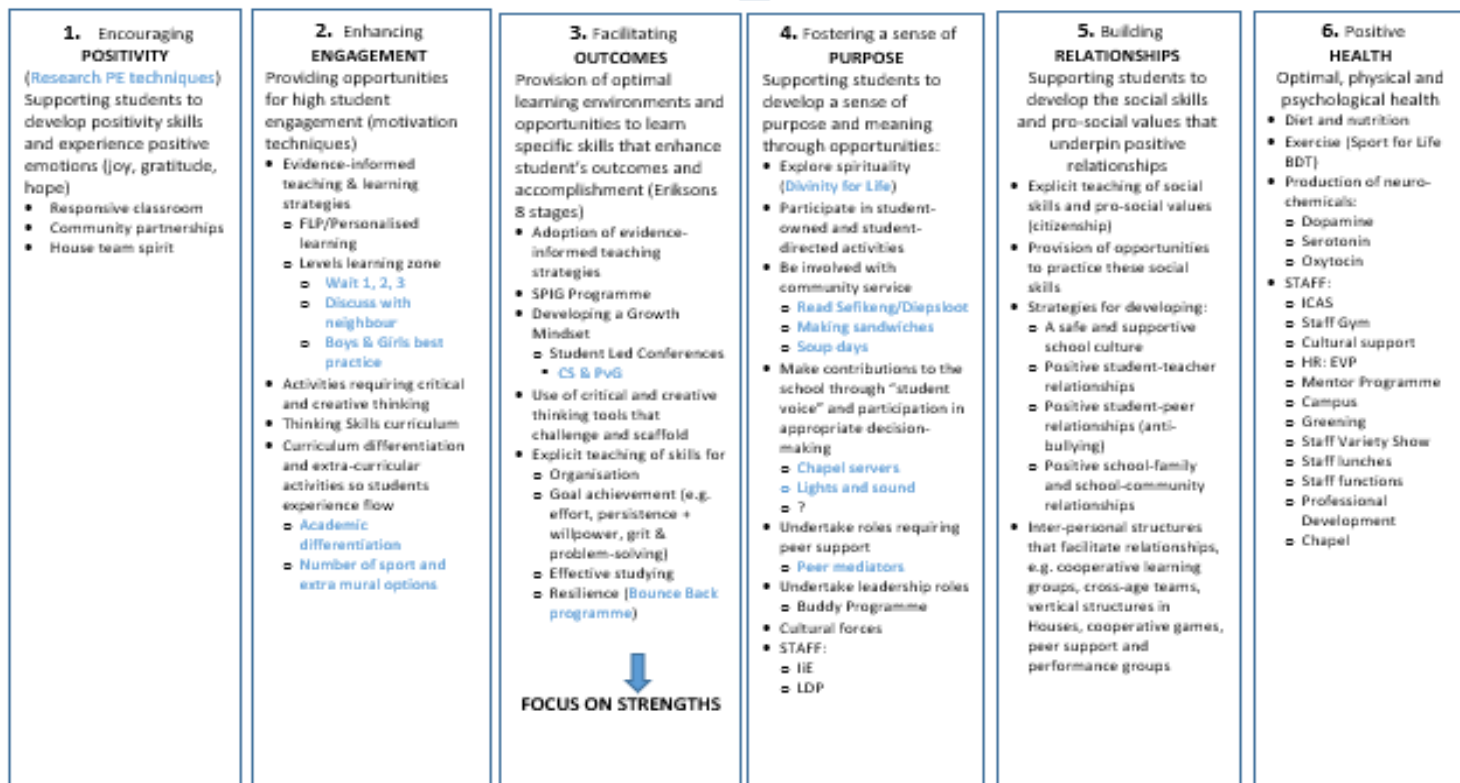 1. Encouraging
POSITIVITY
(Research PE techniques)
Supporting students to
develop positivity skills
and experience positive
emotions (joy, gratitude,
hope)
• Responsive classroom
• Community partnerships
• House team spirit
2. Enhancing
ENGAGEMENT
Providing opportunities
for high student
engagement (motivation
techniques)
• Evidence-informed
teaching & learning
strategies
FLP/Personalised
learning
Levels learning zone
Wait 1, 2, 3
Discuss with
neighbour
Boys & Girls best
practice
• Activities requiring critical
and creative thinking
• Thinking Skills curriculum
• Curriculum differentiation
and extra-curricular
activities so students
experience flow
Academic
differentiation
Number of sport and
extra mural options
3. Facilitating
OUTCOMES
Provision of optimal
learning environments and
opportunities to learn
specific skills that enhance
student's outcomes and
accomplishment (Eriksons
8 stages)
• Adoption of evidence-
informed teaching
strategies
• SPIG Programme
• Developing a Growth
Mindset
Student Led Conferences
CS & PvG
• Use of critical and creative
thinking tools that
challenge and scaffold
• Explicit teaching of skills for
Organisation
Goal achievement (e.g.
effort, persistence +
willpower, grit &
problem-solving)
Effective studying
Resilience (Bounce Back
programme)
FOCUS ON STRENGTHS
4. Fostering a sense of
PURPOSE
Supporting students to
develop a sense of
purpose and meaning
through opportunities:
• Explore spirituality
(Divinity for Life)
• Participate in student-
owned and student-
directed activities
• Be involved with
community service
Read Sefikeng/Diepsloot
Making sandwiches
Soup days
• Make contributions to the
school through "student
voice" and participation in
appropriate decision-
making
Chapel servers
Lights and sound
?
• Undertake roles requiring
peer support
Peer mediators
• Undertake leadership roles
Buddy Programme
• Cultural forces
• STAFF:
IiE
LDP
5. Building
RELATIONSHIPS
Supporting students to
develop the social skills
and pro-social values that
underpin positive
relationships
• Explicit teaching of social
skills and pro-social values
(citizenship)
• Provision of opportunities
to practice these social
skills
• Strategies for developing:
A safe and supportive
school culture
Positive student-teacher
relationships
Positive student-peer
relationships (anti-
bullying)
Positive school-family
and school-community
relationships
• Inter-personal structures
that facilitate relationships,
e.g. cooperative learning
groups, cross-age teams,
vertical structures in
Houses, cooperative games,
peer support and
performance groups
6. Positive
HEALTH
Optimal, physical and
psychological health
• Diet and nutrition
• Exercise (Sport for Life
BDT)
• Production of neuro-
chemicals:
Dopamine
Serotonin
Oxytocin
• STAFF:
ICAS
Staff Gym
Cultural support
HR: EVP
Mentor Programme
Campus
Greening
Staff Variety Show
Staff lunches
Staff functions
Professional
Development
Chapel